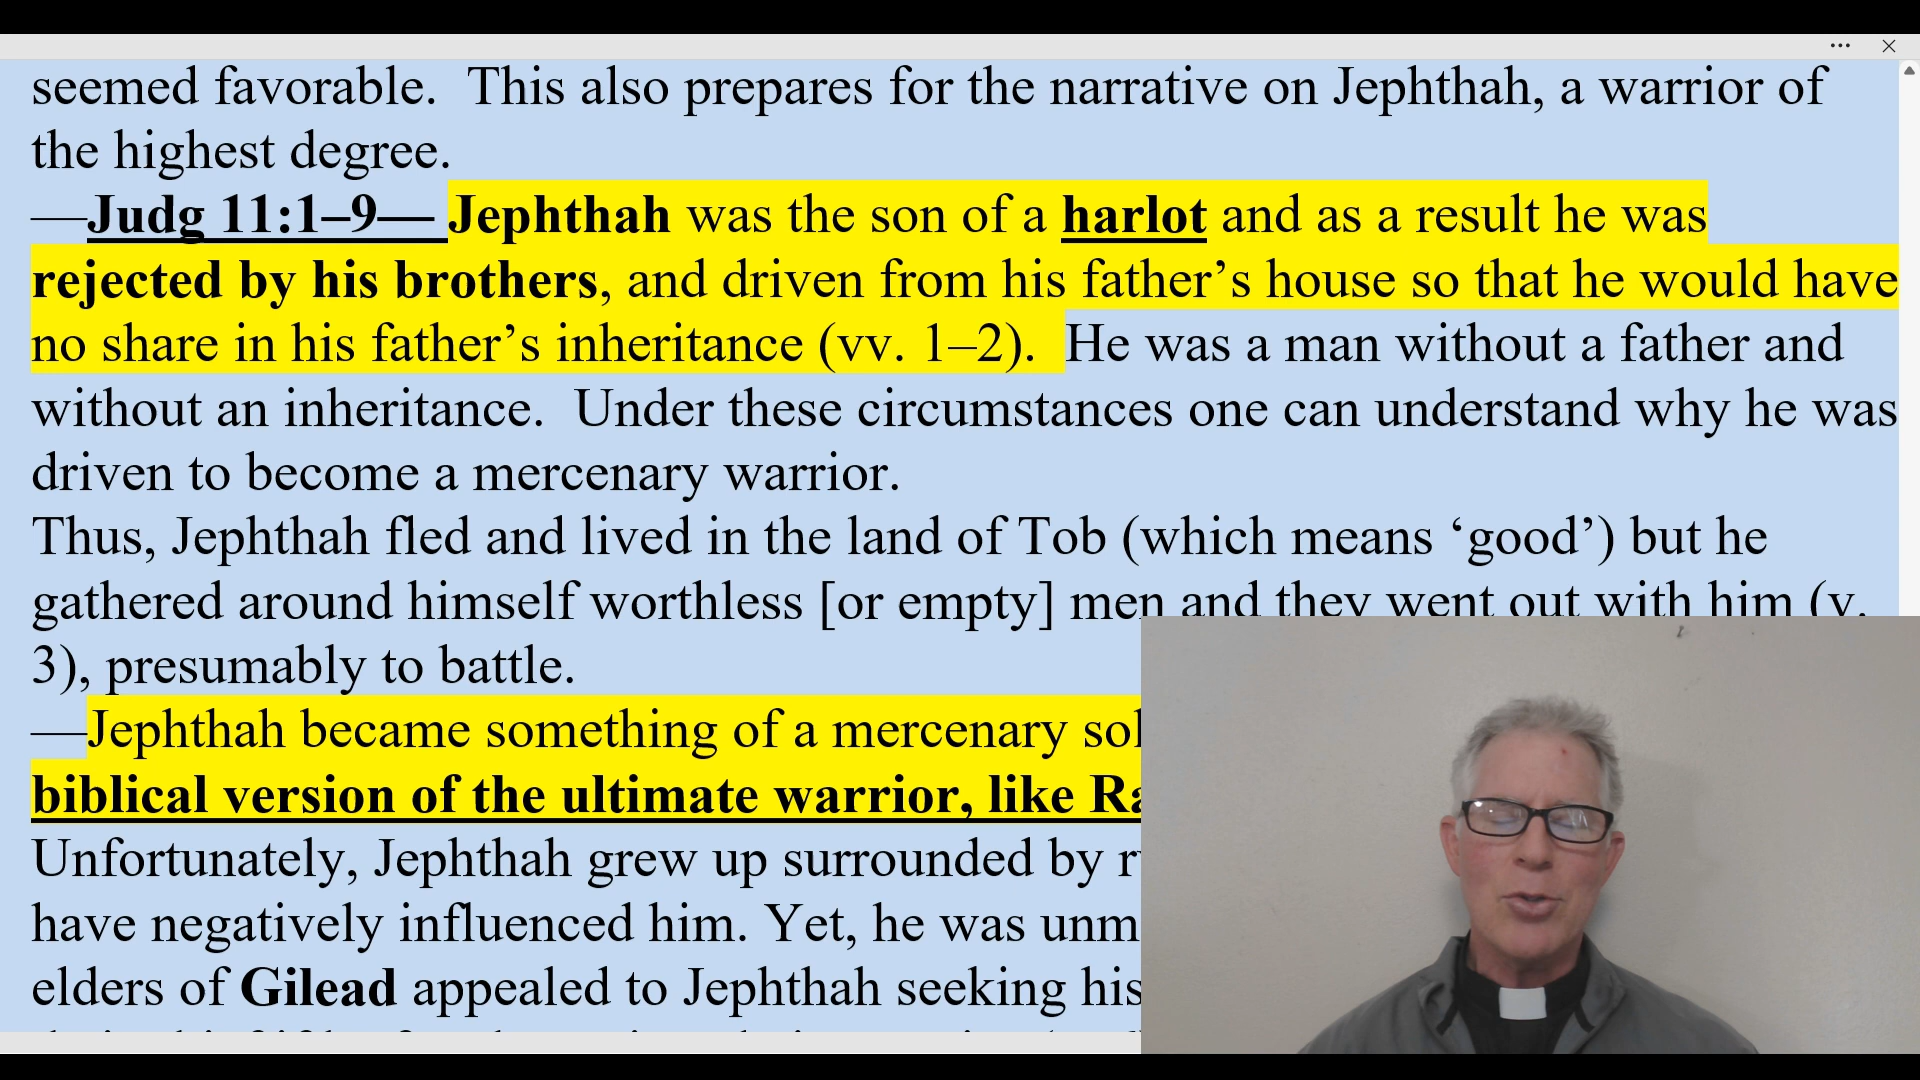 seemed favorable.  This also prepares for the narrative on Jephthah, a warrior of
the highest degree.
—Judg 11:1–9— Jephthah was the son of a harlot and as a result he was
rejected by his brothers, and driven from his father’s house so that he would have
no share in his father’s inheritance (vv. 1–2).  He was a man without a father and
without an inheritance.  Under these circumstances one can understand why he was
driven to become a mercenary warrior.
Thus, Jephthah fled and lived in the land of Tob (which means ‘good’) but he
gathered around himself worthless [or empty] men and they went out with him (v.
3), presumably to battle.
—Jephthah became something of a mercenary
biblical version of the ultimate warrior, like
Unfortunately, Jephthah grew up surrounded by
have negatively influenced him. Yet, he was
elders of Gilead appealed to Jephthah seeking his